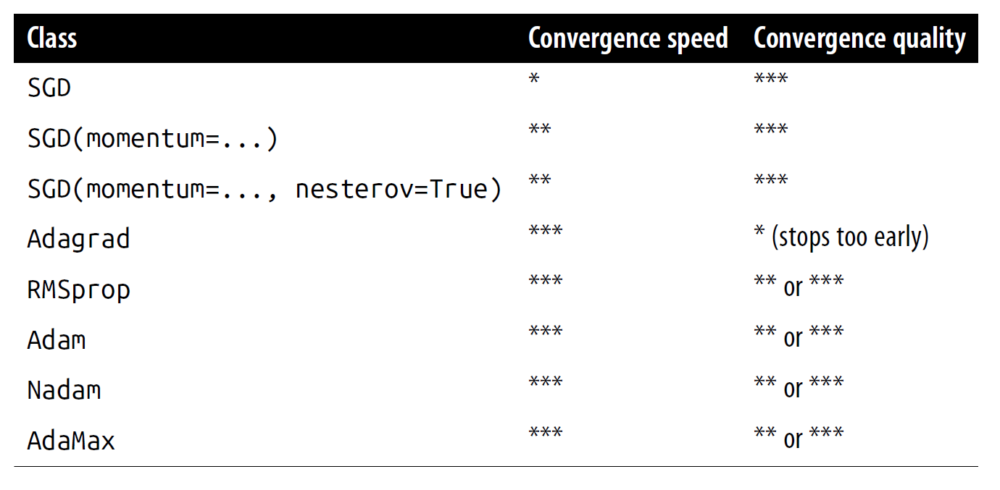 Class Convergence speed Convergence quality
SGD * ***
SGD(momentum=...) ** ***
SGD(momentum=..., nesterov=True) ** ***
Adagrad *** * (stops too early)
RMSprop *** ** or ***
Adam *** ** or ***
Nadam *** ** or ***
AdaMax *** ** or ***